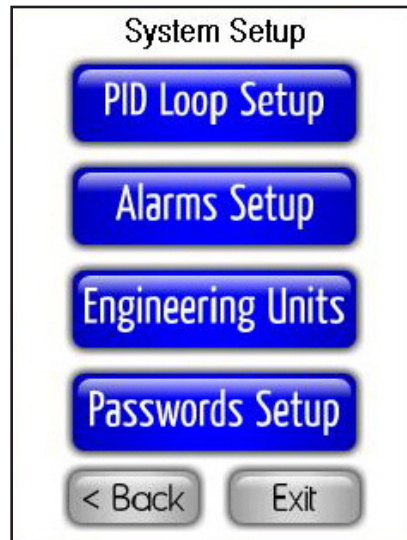 System Setup
PID Loop Setup
Alarms Setup
Engineering Units
Passwords Setup
< Back
Exit